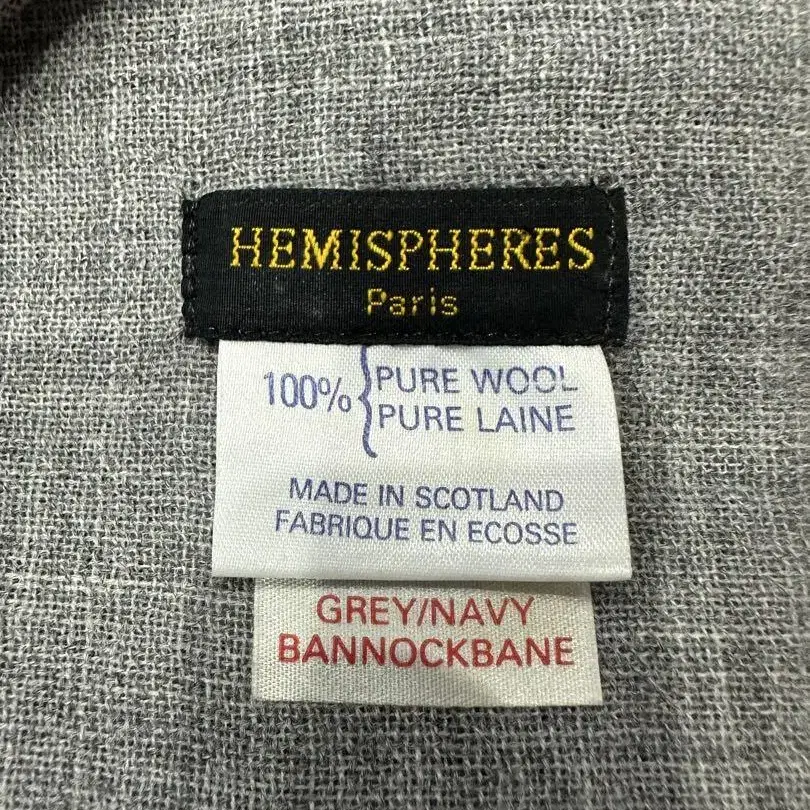 HEMISPHERES
Paris
100% { PURE WOOL
PURE LAINE
MADE IN SCOTLAND
FABRIQUE EN ECOSSE
GREY/NAVY
BANNOCKBANE